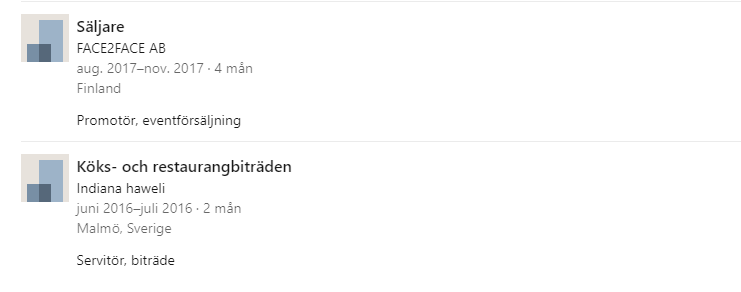 Säljare
FACE2FACE AB
aug. 2017–nov. 2017 · 4 mån
Finland
Promotör, eventförsäljning
Köks- och restaurangbiträden
Indiana haweli
juni 2016–juli 2016 · 2 mån
Malmö, Sverige
Servitör, biträde